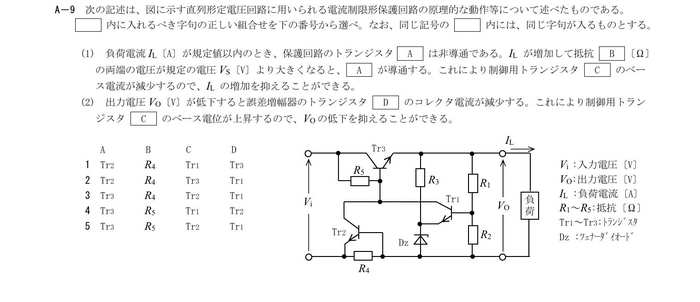 A－9 次の記述は、図に示す直列形定電圧回路に用いられる電流制限形保護回路の原理的な動作等について述べたものである。
内に入れるべき字句の正しい組合せを下の番号から選べ。なお、同じ記号の 内には、同じ字句が入るものとする。
(1) 負荷電流 IL〔A〕が規定値以内のとき、保護回路のトランジスタ A は非導通である。IL が増加して抵抗 B 〔Ω〕
の両端の電圧が規定の電圧 VS〔V〕より大きくなると、 A が導通する。これにより制御用トランジスタ C のベー
ス電流が減少するので、IL の増加を抑えることができる。
(2) 出力電圧 VO〔V〕が低下すると誤差増幅器のトランジスタ D のコレクタ電流が減少する。これにより制御用トラン
ジスタ C のベース電位が上昇するので、VO の低下を抑えることができる。
A B C D
1 Tr2 R4 Tr1 Tr3
2 Tr2 R4 Tr3 Tr1
3 Tr3 R4 Tr2 Tr1
4 Tr3 R5 Tr1 Tr2
5 Tr3 R5 Tr2 Tr1
Tr3
IL
R5
R3
R1
Tr1
Vi
VO
負荷
Tr2
Dz
R2
R4
Vi：入力電圧〔V〕
VO：出力電圧〔V〕
IL：負荷電流〔A〕
R1～R5：抵抗〔Ω〕
Tr1～Tr3：トランジスタ
Dz：ツェナーダイオード